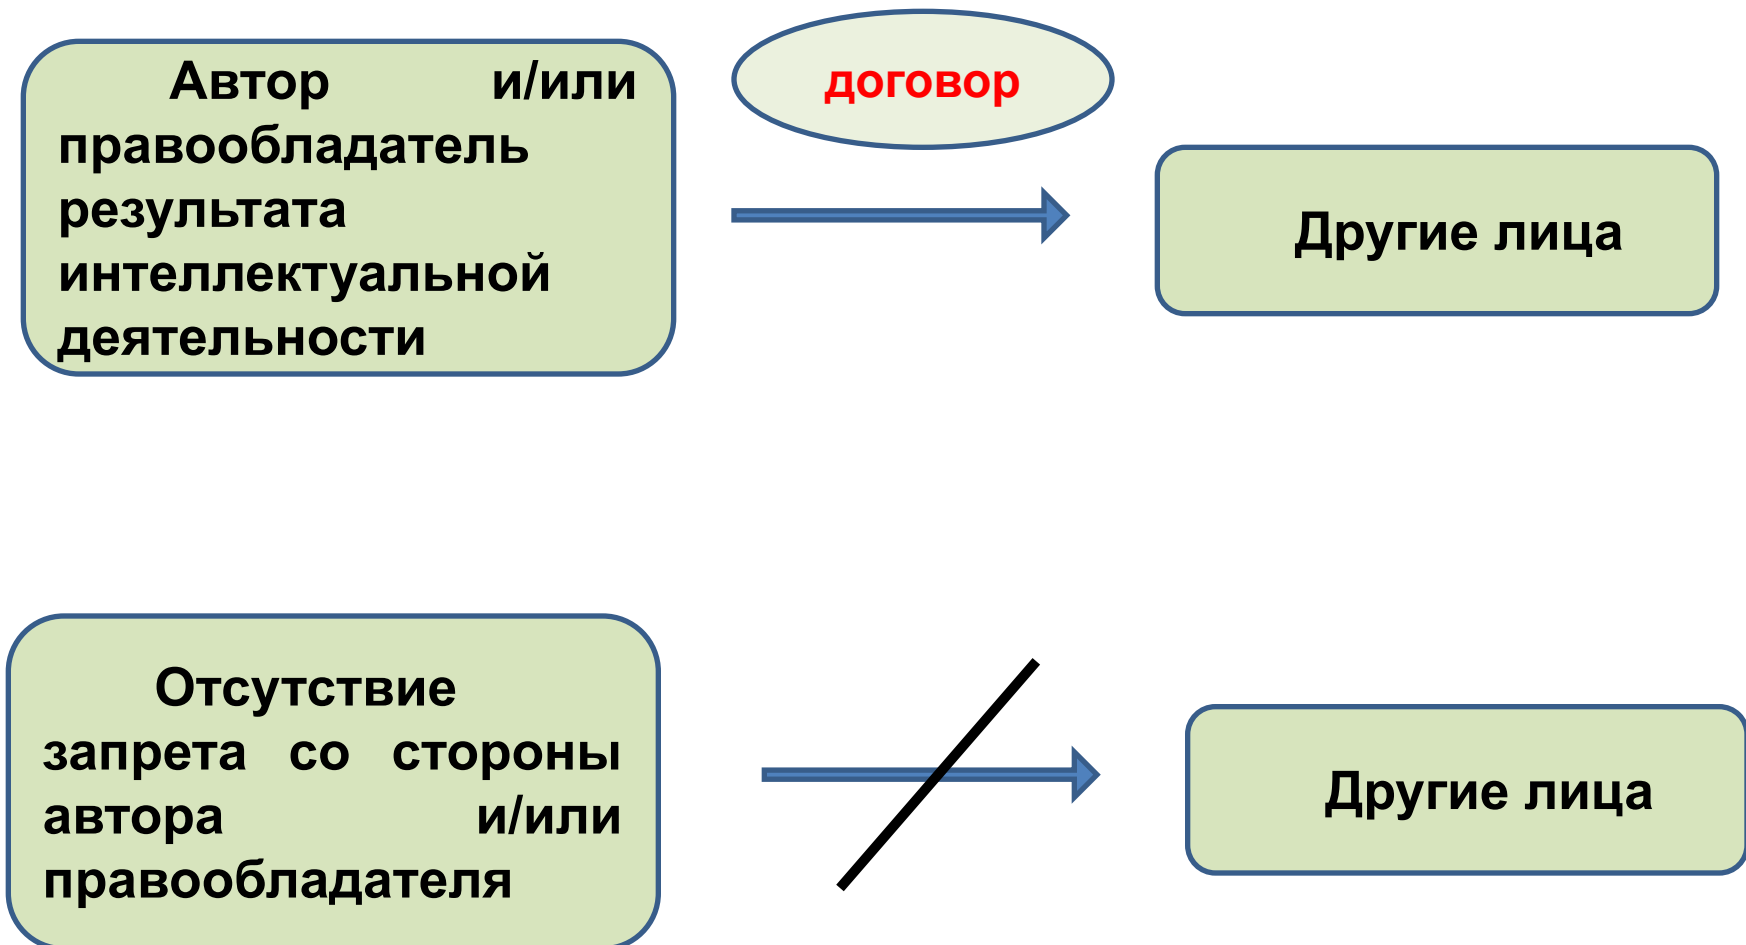 Автор и/или
правообладатель
результата
интеллектуальной
деятельности
договор
Другие лица
Отсутствие
запрета со стороны
автора и/или
правообладателя
Другие лица